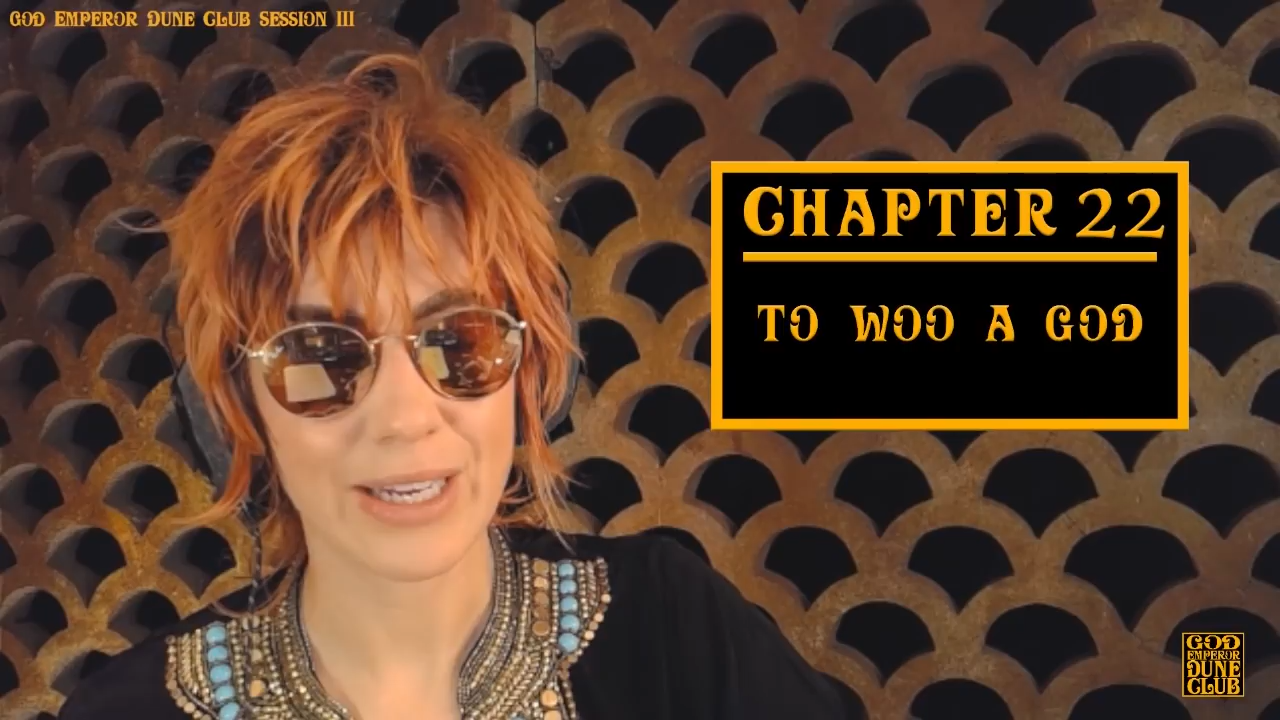 GOD EMPEROR DUNE CLUB SESSION III
CHAPTER 22
TO WOO A GOD
GOD
EMPEROR
DUNE
CLUB